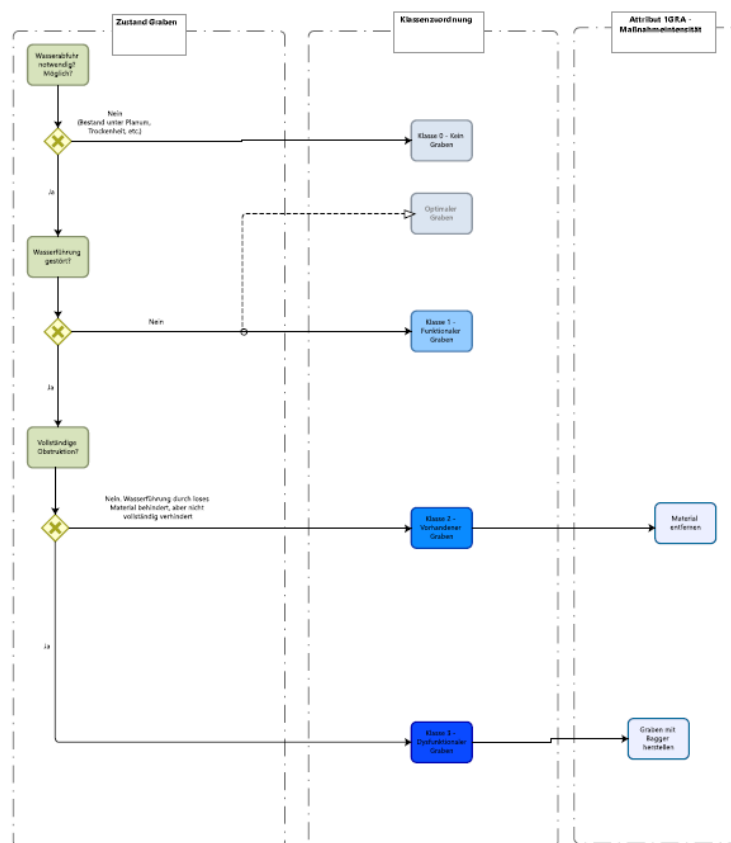 Zustand Graben
Klassenzuordnung
Attribut 1GRA -
Maßnahmeintensität
Wasserabfuhr
notwendig?
Möglich?
Nein
(Bestand unter Planum,
Trockenheit, etc.)
Klasse 0 - Kein
Graben
Ja
Optimaler
Graben
Wasserführung
gestört?
Nein
Klasse 1 -
Funktionaler
Graben
Ja
Vollständige
Obstruktion?
Nein. Wasserführung durch loses
Material behindert, aber nicht
vollständig verhindert
Klasse 2 -
Vorhandener
Graben
Material
entfernen
Ja
Klasse 3 -
Dysfunktionaler
Graben
Graben mit
Bagger
herstellen